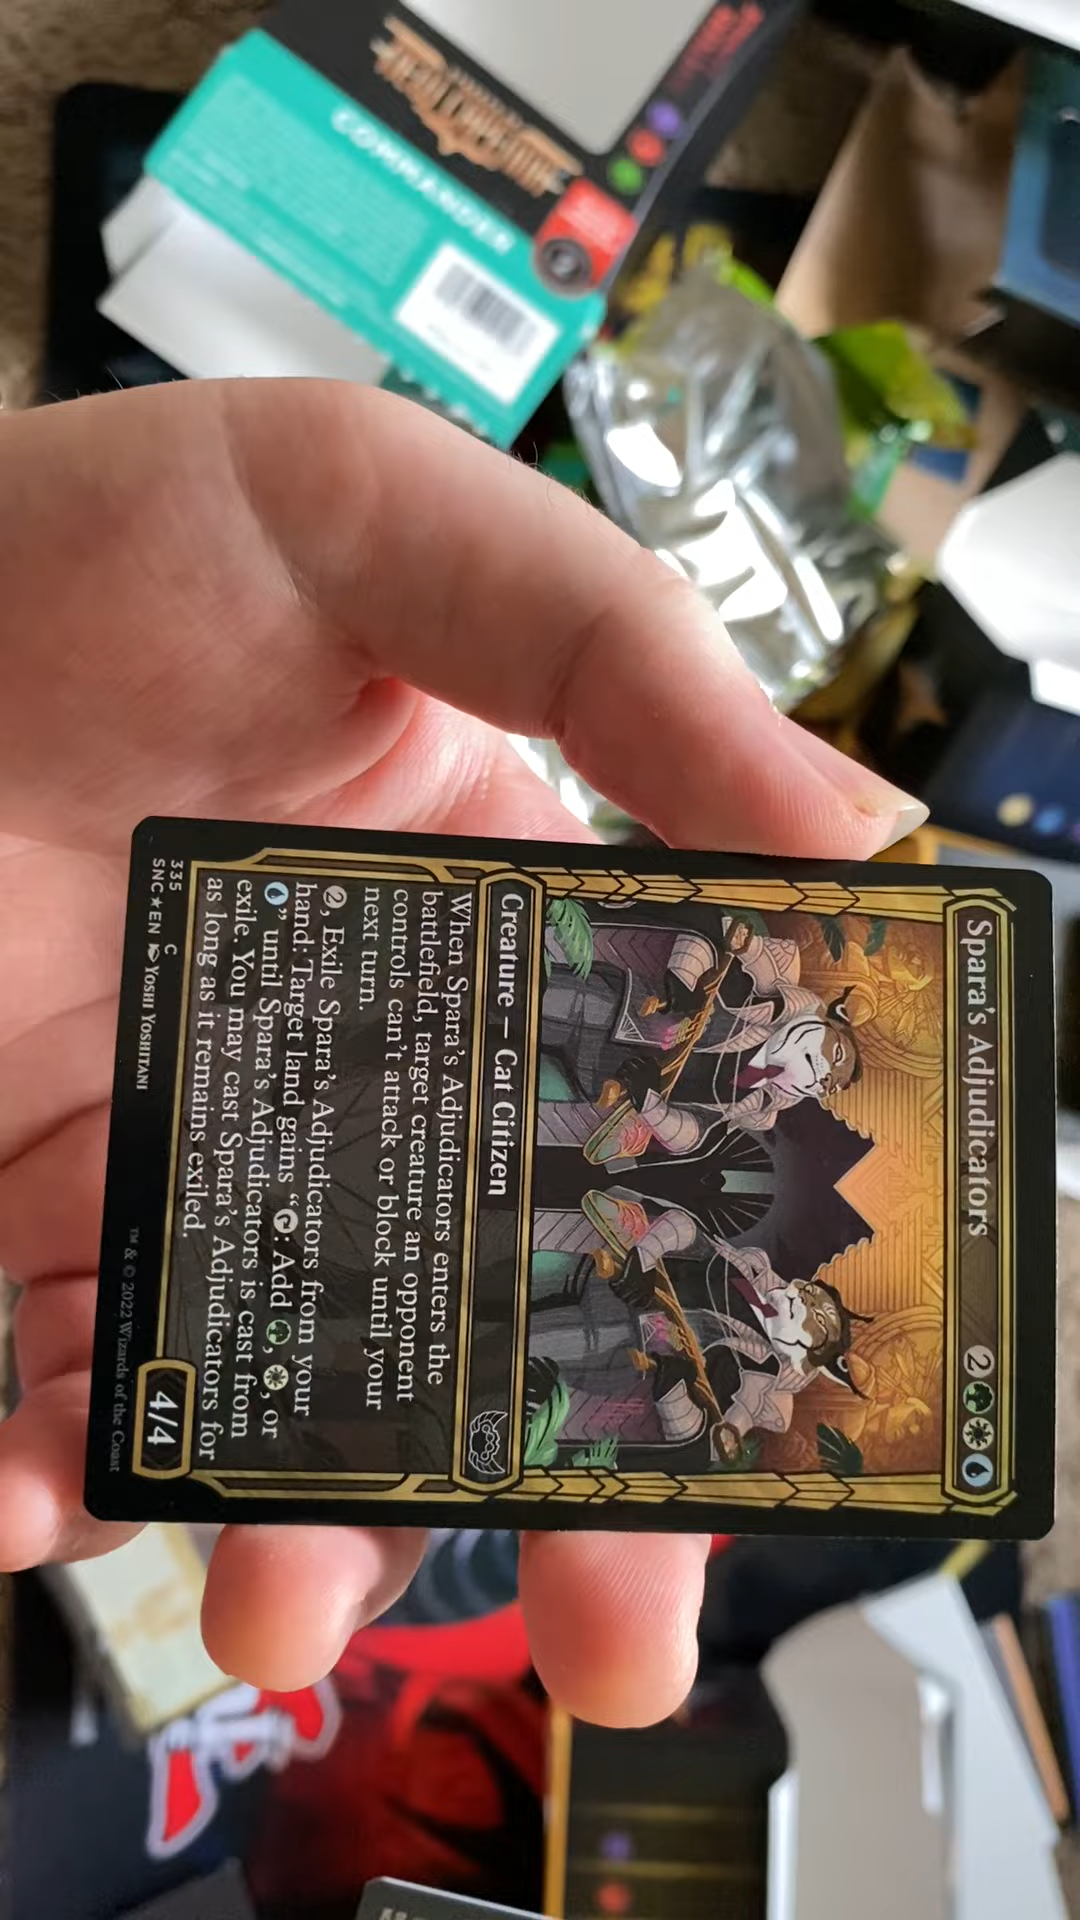 COMMANDER
Spara's Adjudicators 2
Creature — Cat Citizen
When Spara's Adjudicators enters the
battlefield, target creature an opponent
controls can't attack or block until your
next turn.
2, Exile Spara's Adjudicators from your
hand: Target land gains “: Add , , or
” until Spara's Adjudicators is cast from
exile. You may cast Spara's Adjudicators for
as long as it remains exiled.
4/4
335 C
SNC★EN YOSHI YOSHITANI
™ & © 2022 Wizards of the Coast